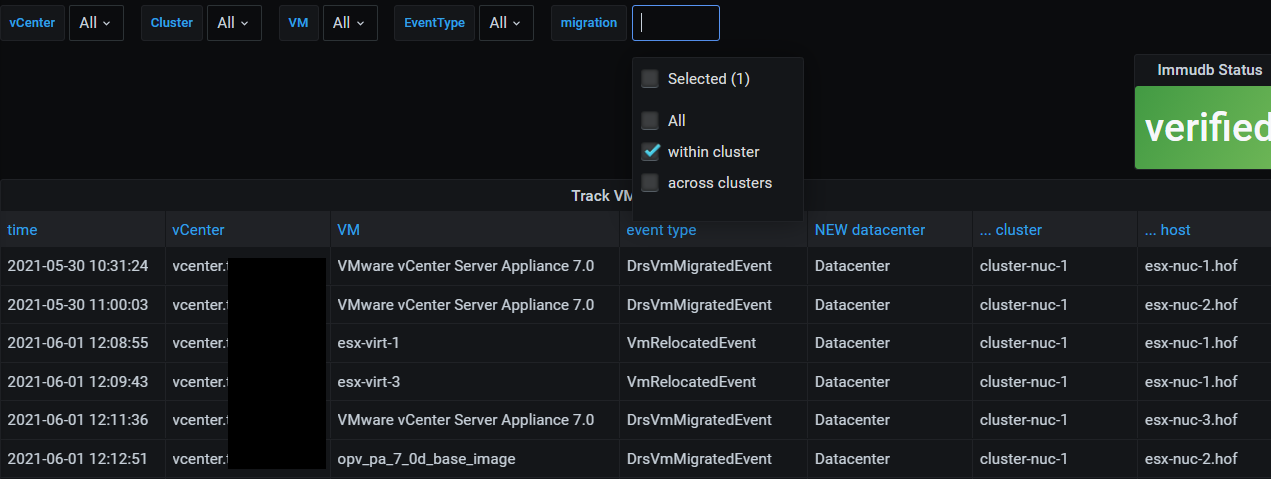 vCenter All Cluster All VM All EventType All migration
Selected (1)
All
within cluster
across clusters
Immudb Status
verified
Track VM
time vCenter VM event type NEW datacenter ... cluster ... host
2021-05-30 10:31:24 vcenter. VMware vCenter Server Appliance 7.0 DrsVmMigratedEvent Datacenter cluster-nuc-1 esx-nuc-1.hof
2021-05-30 11:00:03 vcenter. VMware vCenter Server Appliance 7.0 DrsVmMigratedEvent Datacenter cluster-nuc-1 esx-nuc-2.hof
2021-06-01 12:08:55 vcenter. esx-virt-1 VmRelocatedEvent Datacenter cluster-nuc-1 esx-nuc-1.hof
2021-06-01 12:09:43 vcenter. esx-virt-3 VmRelocatedEvent Datacenter cluster-nuc-1 esx-nuc-1.hof
2021-06-01 12:11:36 vcenter. VMware vCenter Server Appliance 7.0 DrsVmMigratedEvent Datacenter cluster-nuc-1 esx-nuc-3.hof
2021-06-01 12:12:51 vcenter. opv_pa_7_0d_base_image DrsVmMigratedEvent Datacenter cluster-nuc-1 esx-nuc-2.hof